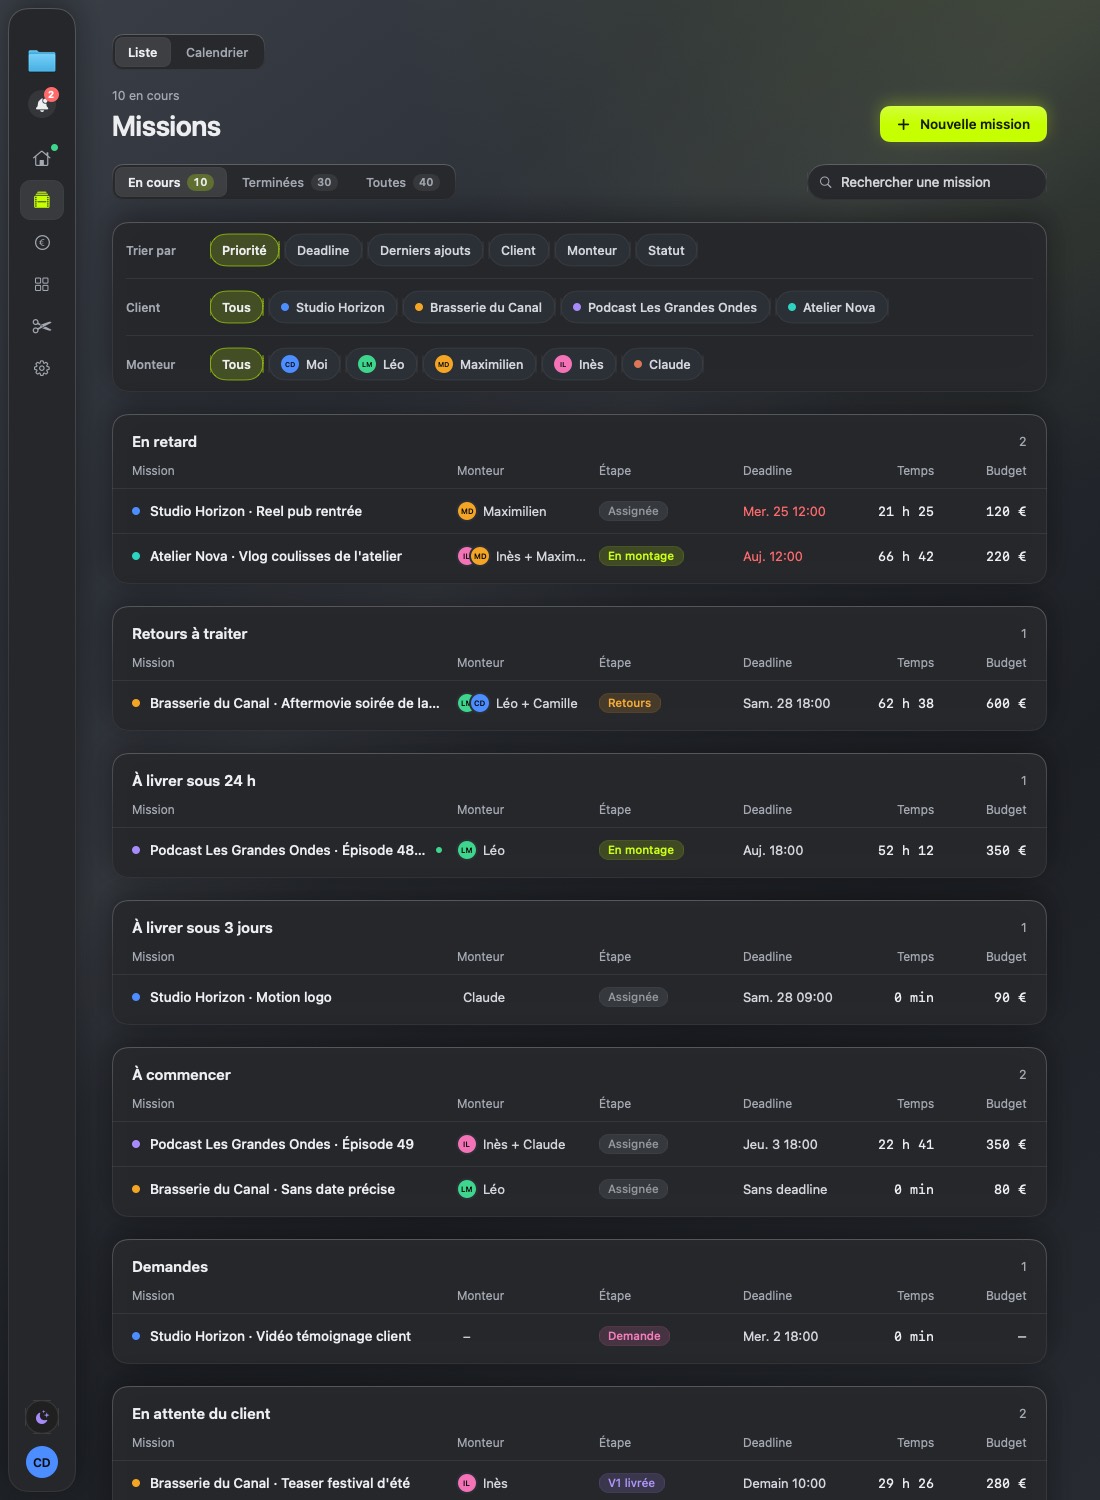 Liste Calendrier
2
10 en cours
Missions
+ Nouvelle mission
En cours 10 Terminées 30 Toutes 40
Rechercher une mission
Trier par Priorité Deadline Derniers ajouts Client Monteur Statut
Client Tous Studio Horizon Brasserie du Canal Podcast Les Grandes Ondes Atelier Nova
Monteur Tous CD Moi LM Léo MD Maximilien IL Inès Claude
En retard 2
Mission Monteur Étape Deadline Temps Budget
Studio Horizon · Reel pub rentrée MD Maximilien Assignée Mer. 25 12:00 21 h 25 120 €
Atelier Nova · Vlog coulisses de l'atelier IL MD Inès + Maxim... En montage Auj. 12:00 66 h 42 220 €
Retours à traiter 1
Mission Monteur Étape Deadline Temps Budget
Brasserie du Canal · Aftermovie soirée de la... LM CD Léo + Camille Retours Sam. 28 18:00 62 h 38 600 €
À livrer sous 24 h 1
Mission Monteur Étape Deadline Temps Budget
Podcast Les Grandes Ondes · Épisode 48... LM Léo En montage Auj. 18:00 52 h 12 350 €
À livrer sous 3 jours 1
Mission Monteur Étape Deadline Temps Budget
Studio Horizon · Motion logo Claude Assignée Sam. 28 09:00 0 min 90 €
À commencer 2
Mission Monteur Étape Deadline Temps Budget
Podcast Les Grandes Ondes · Épisode 49 IL Inès + Claude Assignée Jeu. 3 18:00 22 h 41 350 €
Brasserie du Canal · Sans date précise LM Léo Assignée Sans deadline 0 min 80 €
Demandes 1
Mission Monteur Étape Deadline Temps Budget
Studio Horizon · Vidéo témoignage client – Demande Mer. 2 18:00 0 min –
En attente du client 2
Mission Monteur Étape Deadline Temps Budget
Brasserie du Canal · Teaser festival d'été IL Inès V1 livrée Demain 10:00 29 h 26 280 €
CD